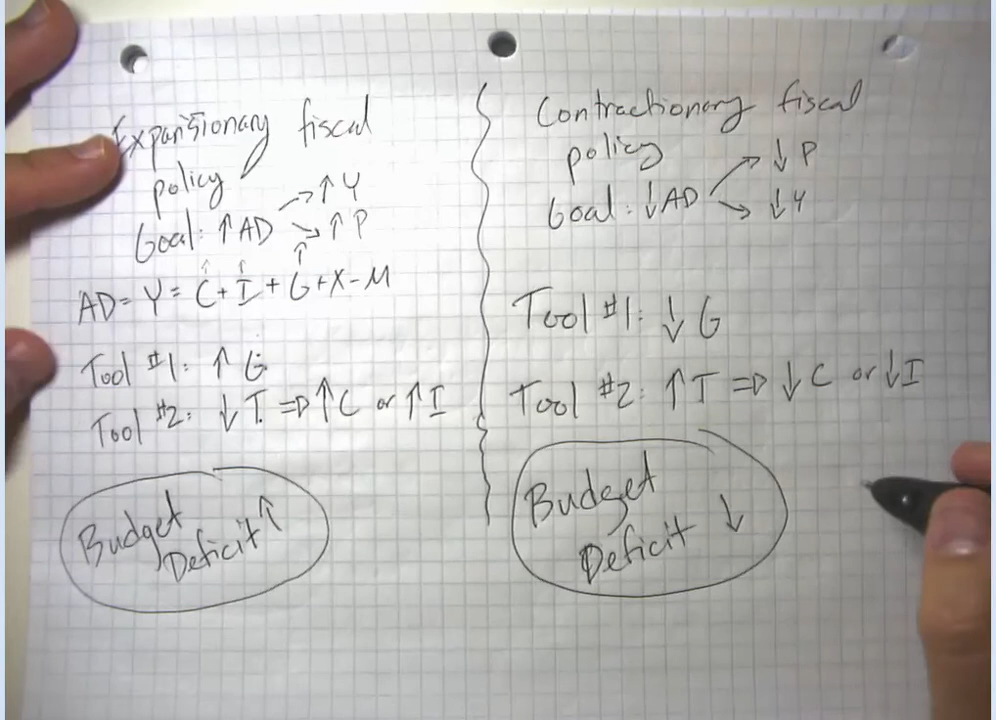 Expansionary fiscal
policy
Goal: ↑ AD → ↑ Y
→ ↑ P
↑ ↑ ↑
AD = Y = C + I + G + X - M
Tool #1: ↑ G
Tool #2: ↓ T ⇒ ↑ C or ↑ I
Budget
Deficit ↑
Contractionary fiscal
policy
→ ↓ P
Goal: ↓ AD
→ ↓ Y
Tool #1: ↓ G
Tool #2: ↑ T ⇒ ↓ C or ↓ I
Budget
Deficit ↓